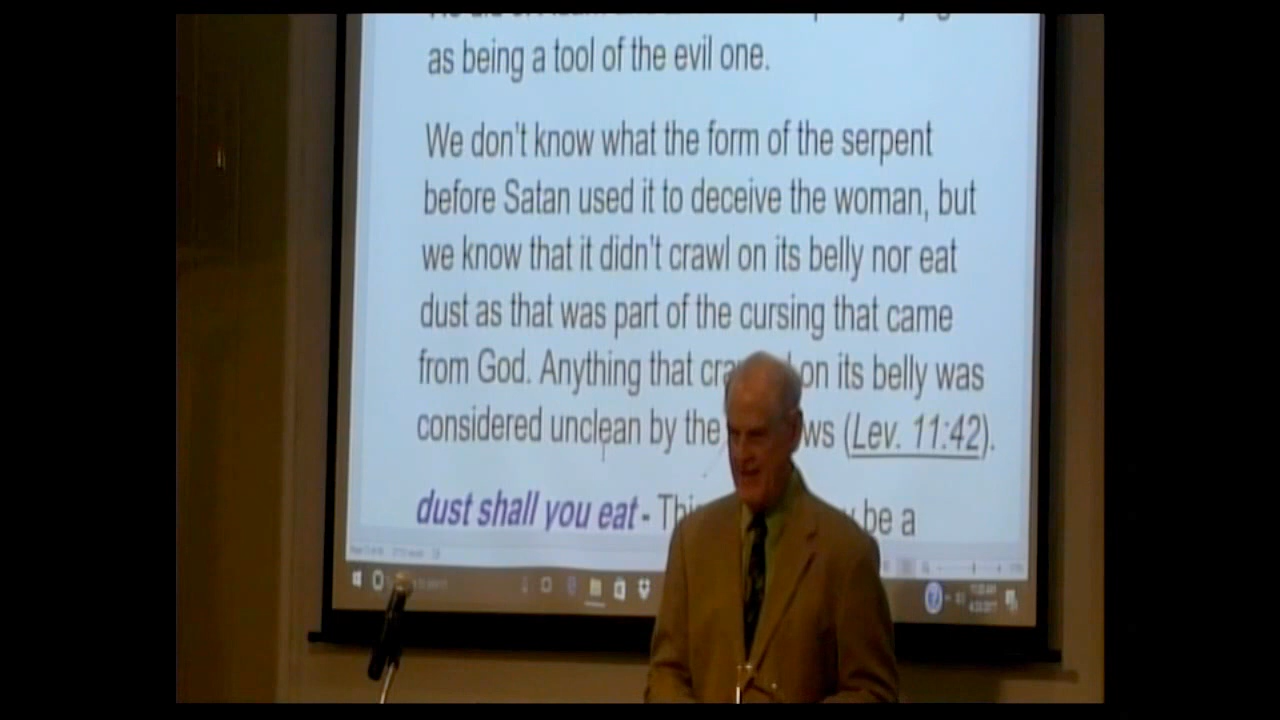 as being a tool of the evil one.
We don't know what the form of the serpent
before Satan used it to deceive the woman, but
we know that it didn't crawl on its belly nor eat
dust as that was part of the cursing that came
from God. Anything that on its belly was
considered unclean by the (Lev. 11:42).
dust shall you eat - be a